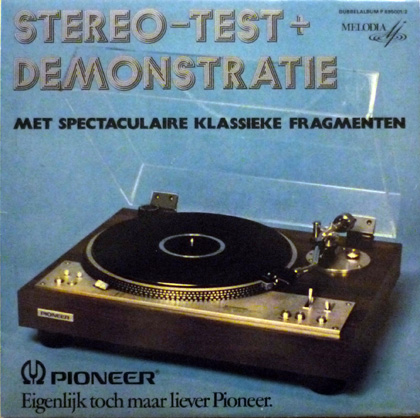 STEREO-TEST+
DUBBELALBUM
MELODIA
DEMONSTRATIE
MET SPECTACULAIRE KLASSIEKE FRAGMENTEN
PIONEER
PIONEER®
Eigenlijk toch maar liever Pioneer.